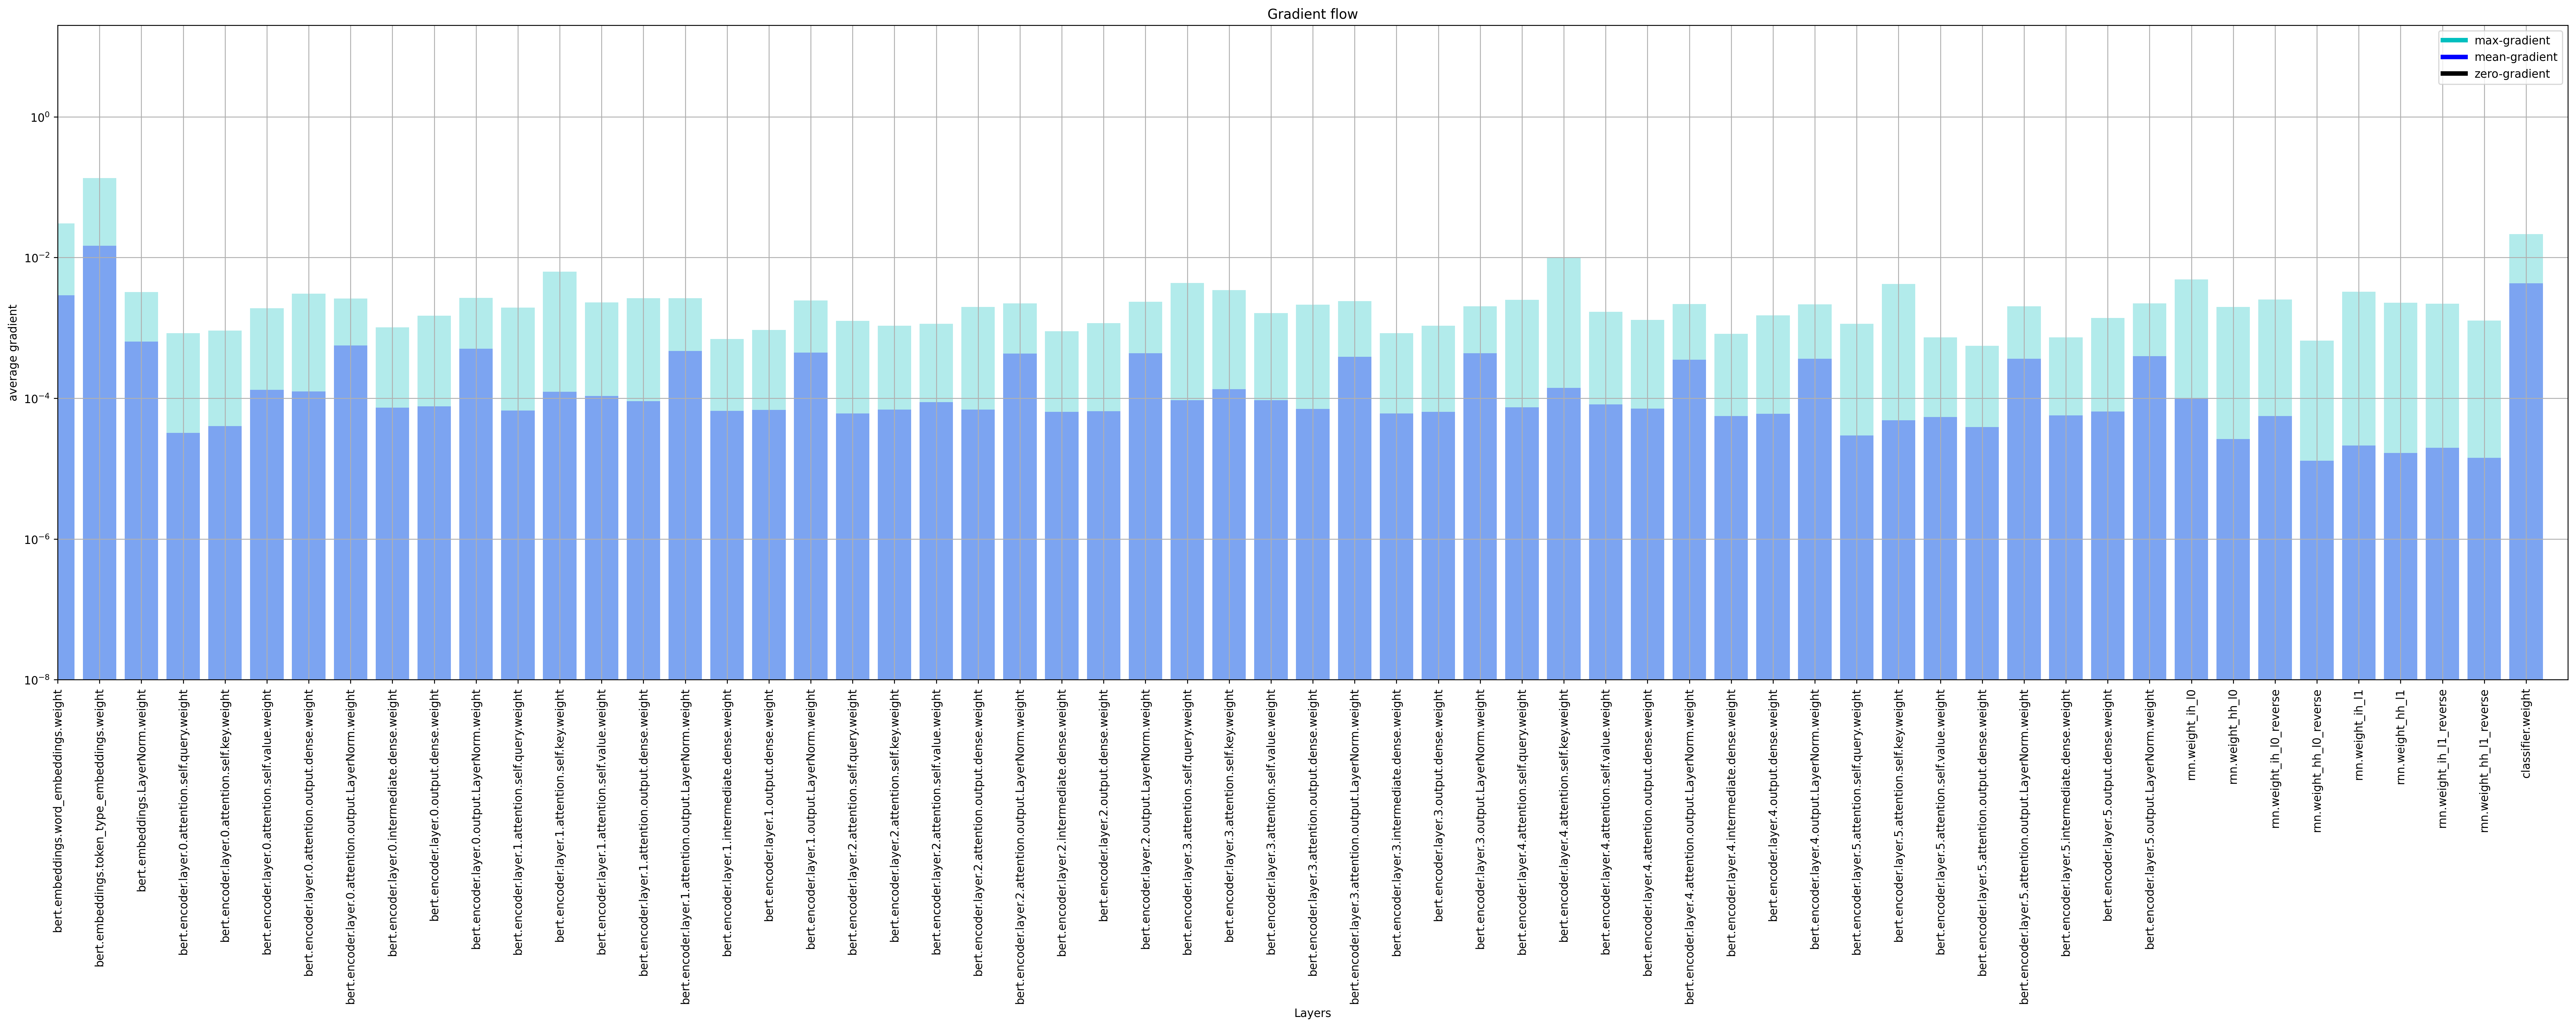 Gradient flow
max-gradient
mean-gradient
zero-gradient
average gradient
10⁰
10⁻²
10⁻⁴
10⁻⁶
10⁻⁸
bert.embeddings.word_embeddings.weight
bert.embeddings.token_type_embeddings.weight
bert.embeddings.LayerNorm.weight
bert.encoder.layer.0.attention.self.query.weight
bert.encoder.layer.0.attention.self.key.weight
bert.encoder.layer.0.attention.self.value.weight
bert.encoder.layer.0.attention.output.dense.weight
bert.encoder.layer.0.attention.output.LayerNorm.weight
bert.encoder.layer.0.intermediate.dense.weight
bert.encoder.layer.0.output.dense.weight
bert.encoder.layer.0.output.LayerNorm.weight
bert.encoder.layer.1.attention.self.query.weight
bert.encoder.layer.1.attention.self.key.weight
bert.encoder.layer.1.attention.self.value.weight
bert.encoder.layer.1.attention.output.dense.weight
bert.encoder.layer.1.attention.output.LayerNorm.weight
bert.encoder.layer.1.intermediate.dense.weight
bert.encoder.layer.1.output.dense.weight
bert.encoder.layer.1.output.LayerNorm.weight
bert.encoder.layer.2.attention.self.query.weight
bert.encoder.layer.2.attention.self.key.weight
bert.encoder.layer.2.attention.self.value.weight
bert.encoder.layer.2.attention.output.dense.weight
bert.encoder.layer.2.attention.output.LayerNorm.weight
bert.encoder.layer.2.intermediate.dense.weight
bert.encoder.layer.2.output.dense.weight
bert.encoder.layer.2.output.LayerNorm.weight
bert.encoder.layer.3.attention.self.query.weight
bert.encoder.layer.3.attention.self.key.weight
bert.encoder.layer.3.attention.self.value.weight
bert.encoder.layer.3.attention.output.dense.weight
bert.encoder.layer.3.attention.output.LayerNorm.weight
bert.encoder.layer.3.intermediate.dense.weight
bert.encoder.layer.3.output.dense.weight
bert.encoder.layer.3.output.LayerNorm.weight
bert.encoder.layer.4.attention.self.query.weight
bert.encoder.layer.4.attention.self.key.weight
bert.encoder.layer.4.attention.self.value.weight
bert.encoder.layer.4.attention.output.dense.weight
bert.encoder.layer.4.attention.output.LayerNorm.weight
bert.encoder.layer.4.intermediate.dense.weight
bert.encoder.layer.4.output.dense.weight
bert.encoder.layer.4.output.LayerNorm.weight
bert.encoder.layer.5.attention.self.query.weight
bert.encoder.layer.5.attention.self.key.weight
bert.encoder.layer.5.attention.self.value.weight
bert.encoder.layer.5.attention.output.dense.weight
bert.encoder.layer.5.attention.output.LayerNorm.weight
bert.encoder.layer.5.intermediate.dense.weight
bert.encoder.layer.5.output.dense.weight
bert.encoder.layer.5.output.LayerNorm.weight
rnn.weight_ih_l0
rnn.weight_hh_l0
rnn.weight_ih_l0_reverse
rnn.weight_hh_l0_reverse
rnn.weight_ih_l1
rnn.weight_hh_l1
rnn.weight_ih_l1_reverse
rnn.weight_hh_l1_reverse
classifier.weight
Layers